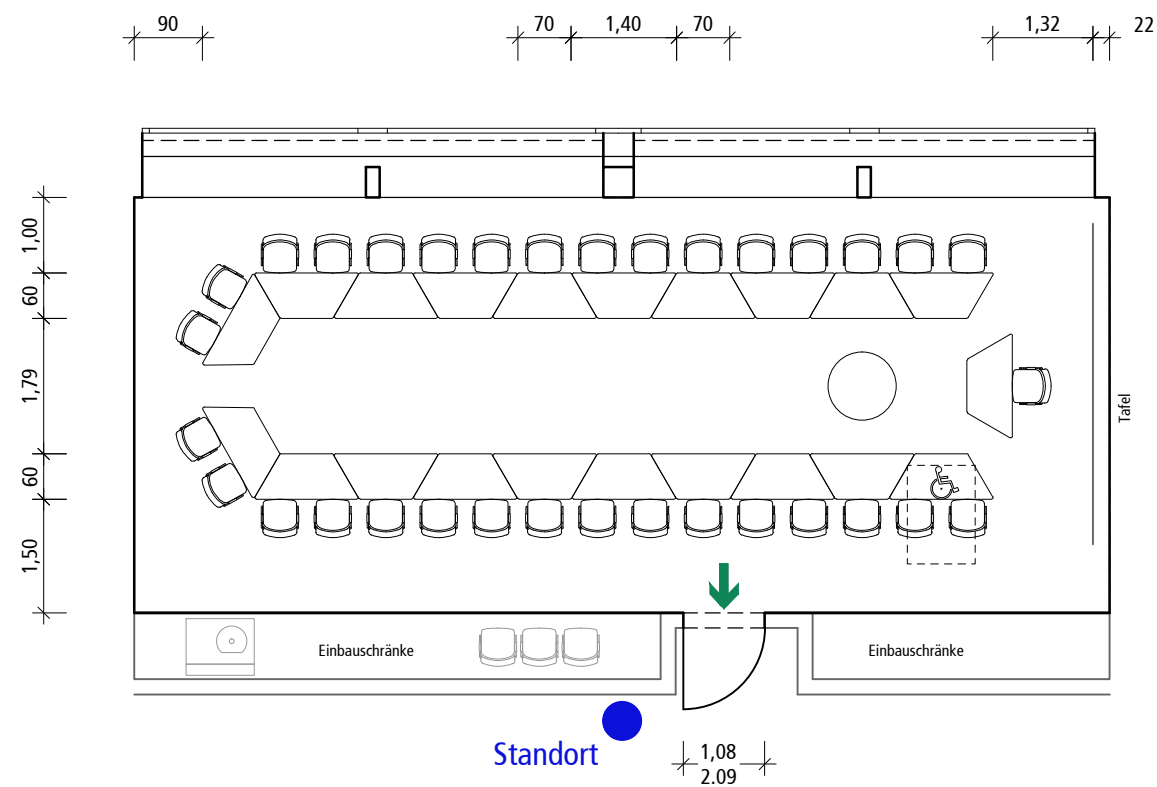 90 70 1,40 70 1,32 22
1,00
60
1,79
60
1,50
Tafel
Einbauschränke Einbauschränke
Standort
1,08
2.09